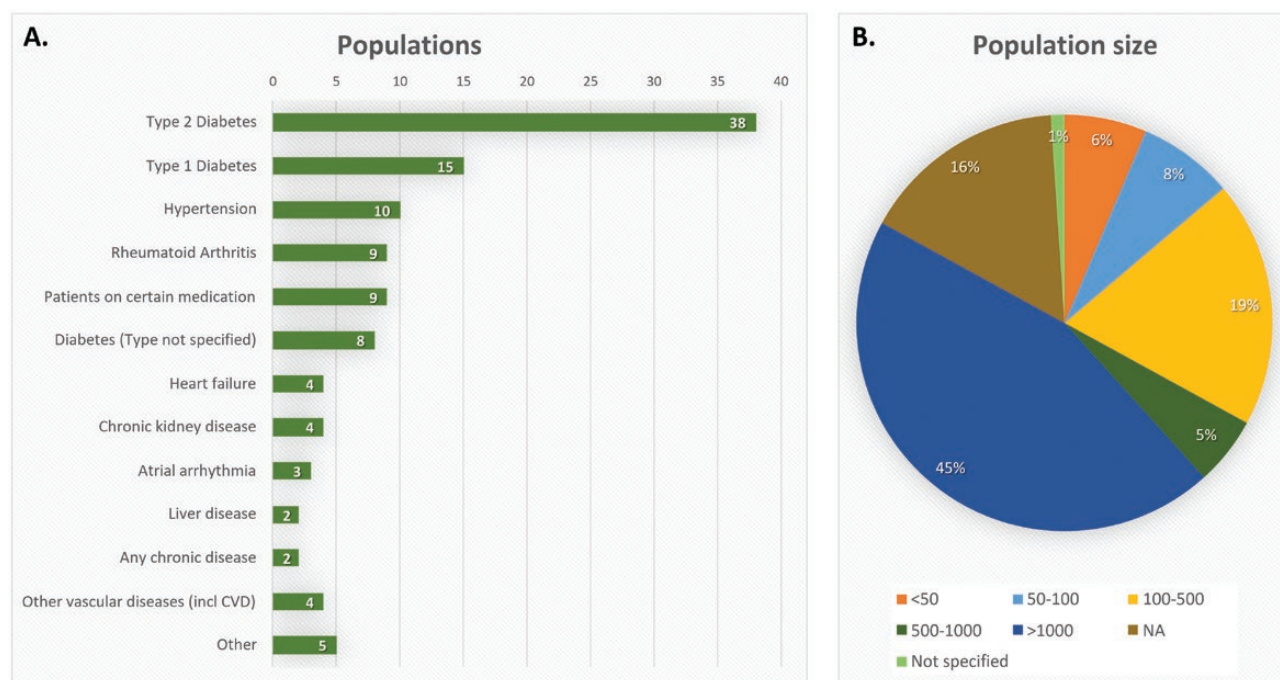 A.
Populations
0 5 10 15 20 25 30 35 40
Type 2 Diabetes 38
Type 1 Diabetes 15
Hypertension 10
Rheumatoid Arthritis 9
Patients on certain medication 9
Diabetes (Type not specified) 8
Heart failure 4
Chronic kidney disease 4
Atrial arrhythmia 3
Liver disease 2
Any chronic disease 2
Other vascular diseases (incl CVD) 4
Other 5
B.
Population size
1% 6%
8%
16%
19%
5%
45%
<50 50-100 100-500
500-1000 >1000 NA
Not specified